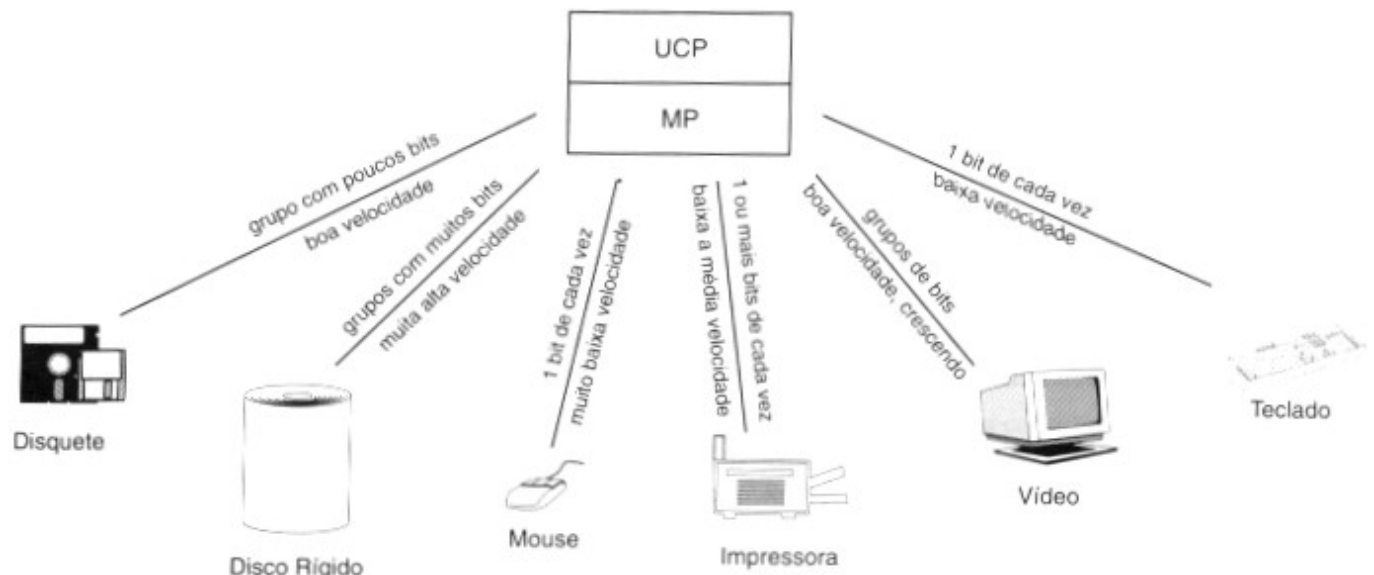 UCP
MP
grupo com poucos bits
boa velocidade
grupos com muitos bits
muita alta velocidade
1 bit de cada vez
muito baixa velocidade
1 ou mais bits de cada vez
baixa a média velocidade
grupos de bits
boa velocidade, crescendo
1 bit de cada vez
baixa velocidade
Disquete
Disco Rígido
Mouse
Impressora
Vídeo
Teclado